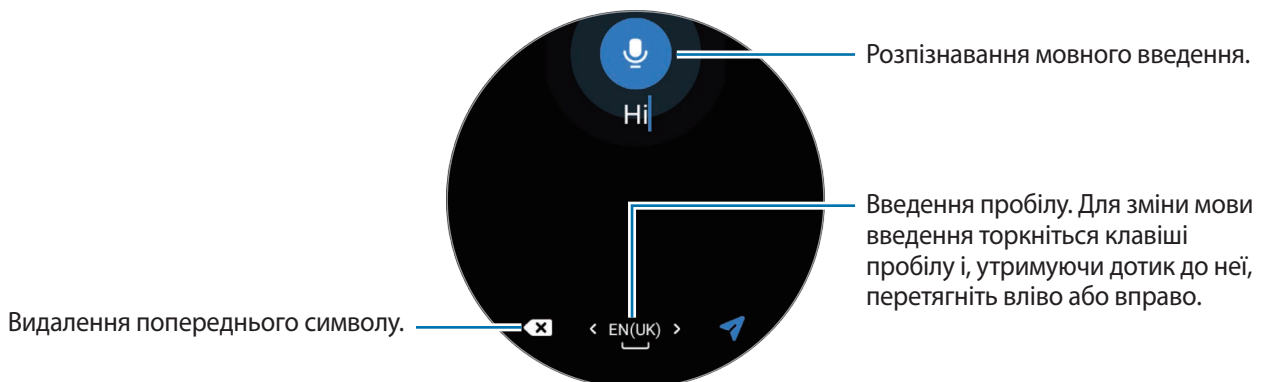 Розпізнавання мовного введення.
Hi
Введення пробілу. Для зміни мови
введення торкніться клавіші
пробілу і, утримуючи дотик до неї,
перетягніть вліво або вправо.
Видалення попереднього символу.
< EN(UK) >